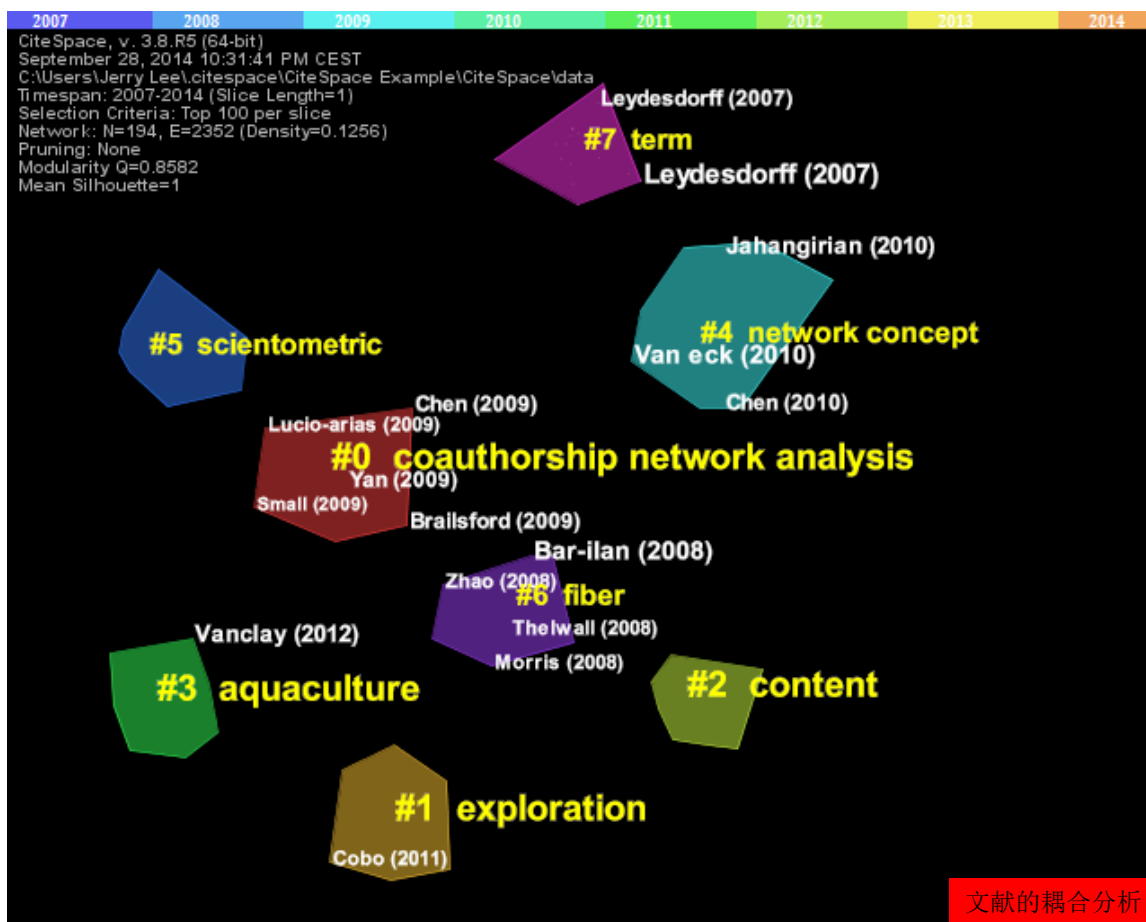 2007 2008 2009 2010 2011 2012 2013 2014
CiteSpace, v. 3.8.R5 (64-bit)
September 28, 2014 10:31:41 PM CEST
C:\Users\Jerry Lee\.citespace\CiteSpace Example\CiteSpace\data
Timespan: 2007-2014 (Slice Length=1)
Selection Criteria: Top 100 per slice
Network: N=194, E=2352 (Density=0.1256)
Pruning: None
Modularity Q=0.8582
Mean Silhouette=1
Leydesdorff (2007)
#7 term
Leydesdorff (2007)
Jahangirian (2010)
#4 network concept
#5 scientometric
Van eck (2010)
Chen (2010)
Chen (2009)
Lucio-arias (2009)
#0 coauthorship network analysis
Yan (2009)
Small (2009)
Brailsford (2009)
Bar-ilan (2008)
Zhao (2008)
#6 fiber
Thelwall (2008)
Vanclay (2012)
Morris (2008)
#3 aquaculture
#2 content
#1 exploration
Cobo (2011)
文献的耦合分析